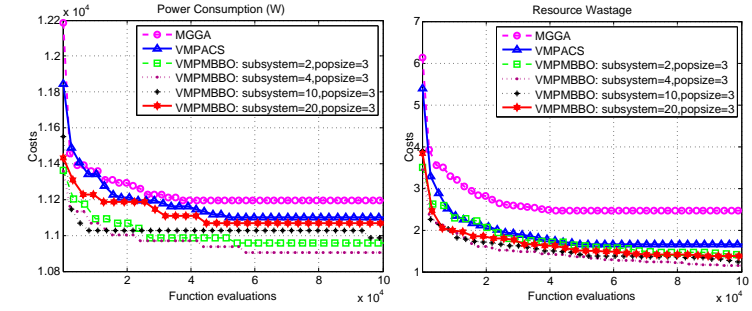 Power Consumption (W)
x 10^4
1.22
1.2
1.18
1.16
1.14
1.12
1.1
1.08
Costs
MGGA
VMPACS
VMPMBBO: subsystem=2,popsize=3
VMPMBBO: subsystem=4,popsize=3
VMPMBBO: subsystem=10,popsize=3
VMPMBBO: subsystem=20,popsize=3
2 4 6 8 10
Function evaluations
x 10^4
Resource Wastage
7
6
5
4
3
2
1
Costs
MGGA
VMPACS
VMPMBBO: subsystem=2,popsize=3
VMPMBBO: subsystem=4,popsize=3
VMPMBBO: subsystem=10,popsize=3
VMPMBBO: subsystem=20,popsize=3
2 4 6 8 10
Function evaluations
x 10^4